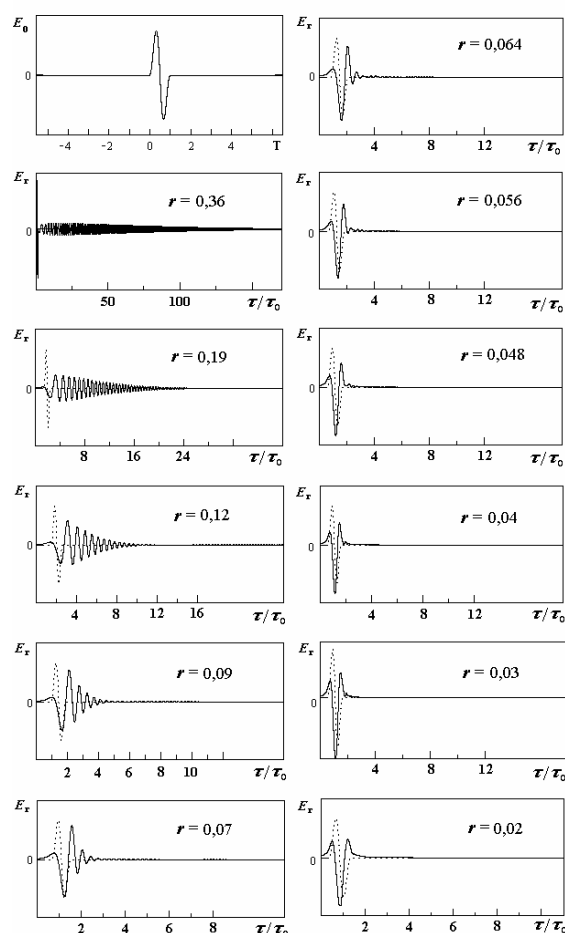 E₀
0
-4 -2 0 2 4 T
Eᵣ
r = 0,36
0
50 100 τ/τ₀
Eᵣ
r = 0,19
0
8 16 24 τ/τ₀
Eᵣ
r = 0,12
0
4 8 12 16 τ/τ₀
Eᵣ
r = 0,09
0
2 4 6 8 10 τ/τ₀
Eᵣ
r = 0,07
0
2 4 6 8 τ/τ₀
Eᵣ
r = 0,064
0
4 8 12 τ/τ₀
Eᵣ
r = 0,056
0
4 8 12 τ/τ₀
Eᵣ
r = 0,048
0
4 8 12 τ/τ₀
Eᵣ
r = 0,04
0
4 8 12 τ/τ₀
Eᵣ
r = 0,03
0
4 8 12 τ/τ₀
Eᵣ
r = 0,02
0
2 4 6 8 10 τ/τ₀